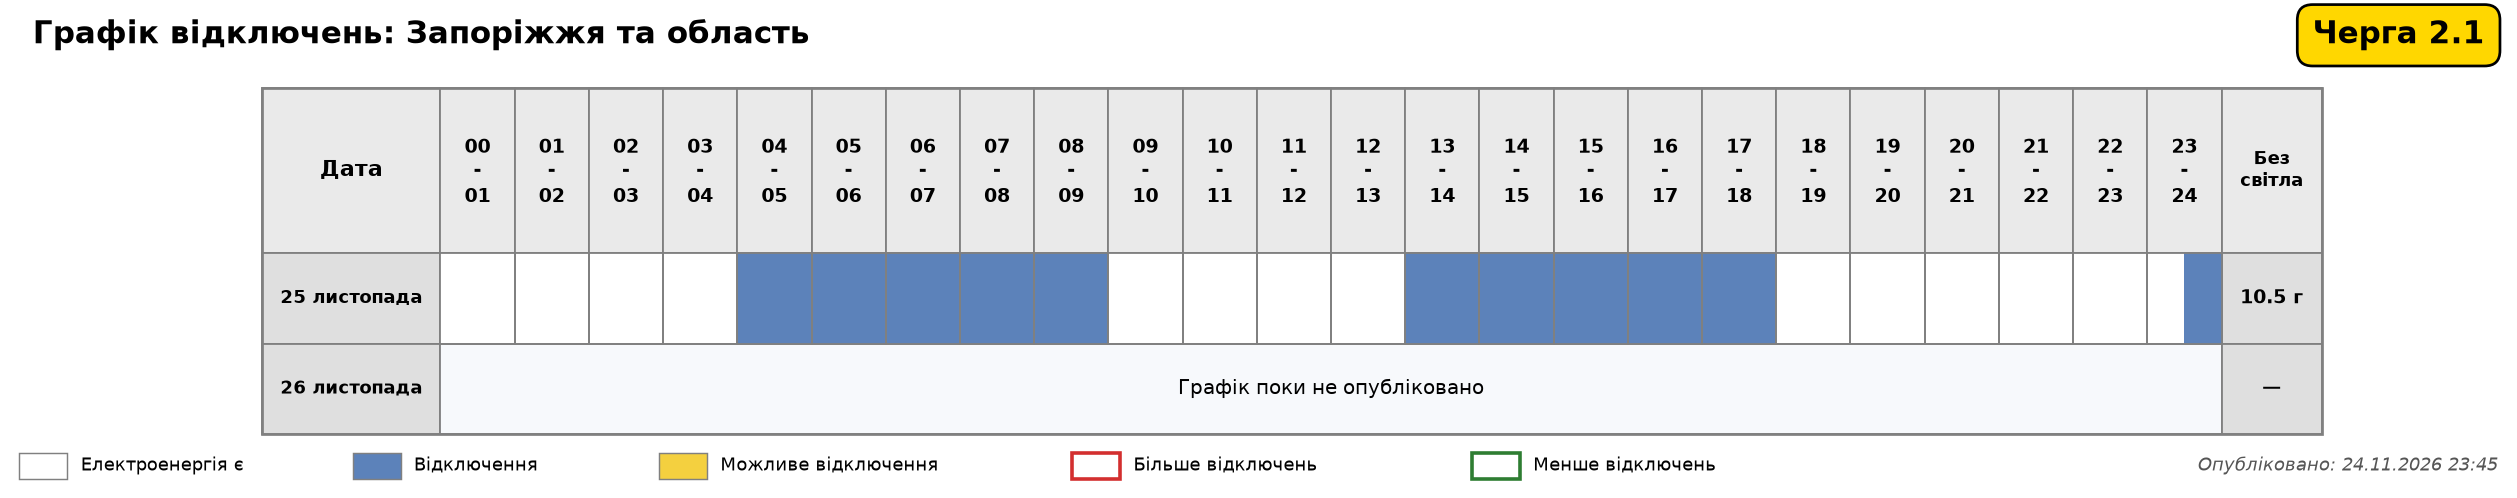 Графік відключень: Запоріжжя та область
Черга 2.1
Дата
00 - 01
01 - 02
02 - 03
03 - 04
04 - 05
05 - 06
06 - 07
07 - 08
08 - 09
09 - 10
10 - 11
11 - 12
12 - 13
13 - 14
14 - 15
15 - 16
16 - 17
17 - 18
18 - 19
19 - 20
20 - 21
21 - 22
22 - 23
23 - 24
Без
світла
25 листопада
10.5 г
26 листопада
Графік поки не опубліковано
—
Електроенергія є
Відключення
Можливе відключення
Більше відключень
Менше відключень
Опубліковано: 24.11.2026 23:45